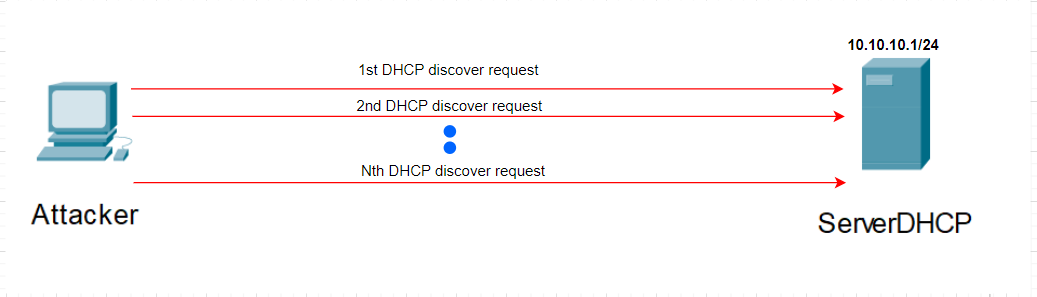 10.10.10.1/24
1st DHCP discover request
2nd DHCP discover request
Nth DHCP discover request
Attacker
ServerDHCP